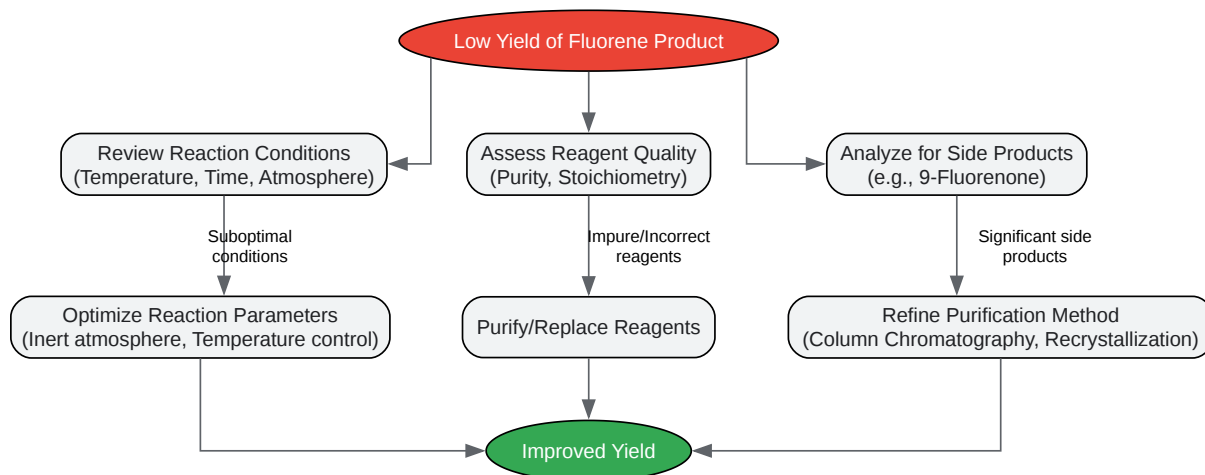 Low Yield of Fluorene Product
Review Reaction Conditions
(Temperature, Time, Atmosphere)
Assess Reagent Quality
(Purity, Stoichiometry)
Analyze for Side Products
(e.g., 9-Fluorenone)
Suboptimal
conditions
Impure/Incorrect
reagents
Significant side
products
Optimize Reaction Parameters
(Inert atmosphere, Temperature control)
Purify/Replace Reagents
Refine Purification Method
(Column Chromatography, Recrystallization)
Improved Yield